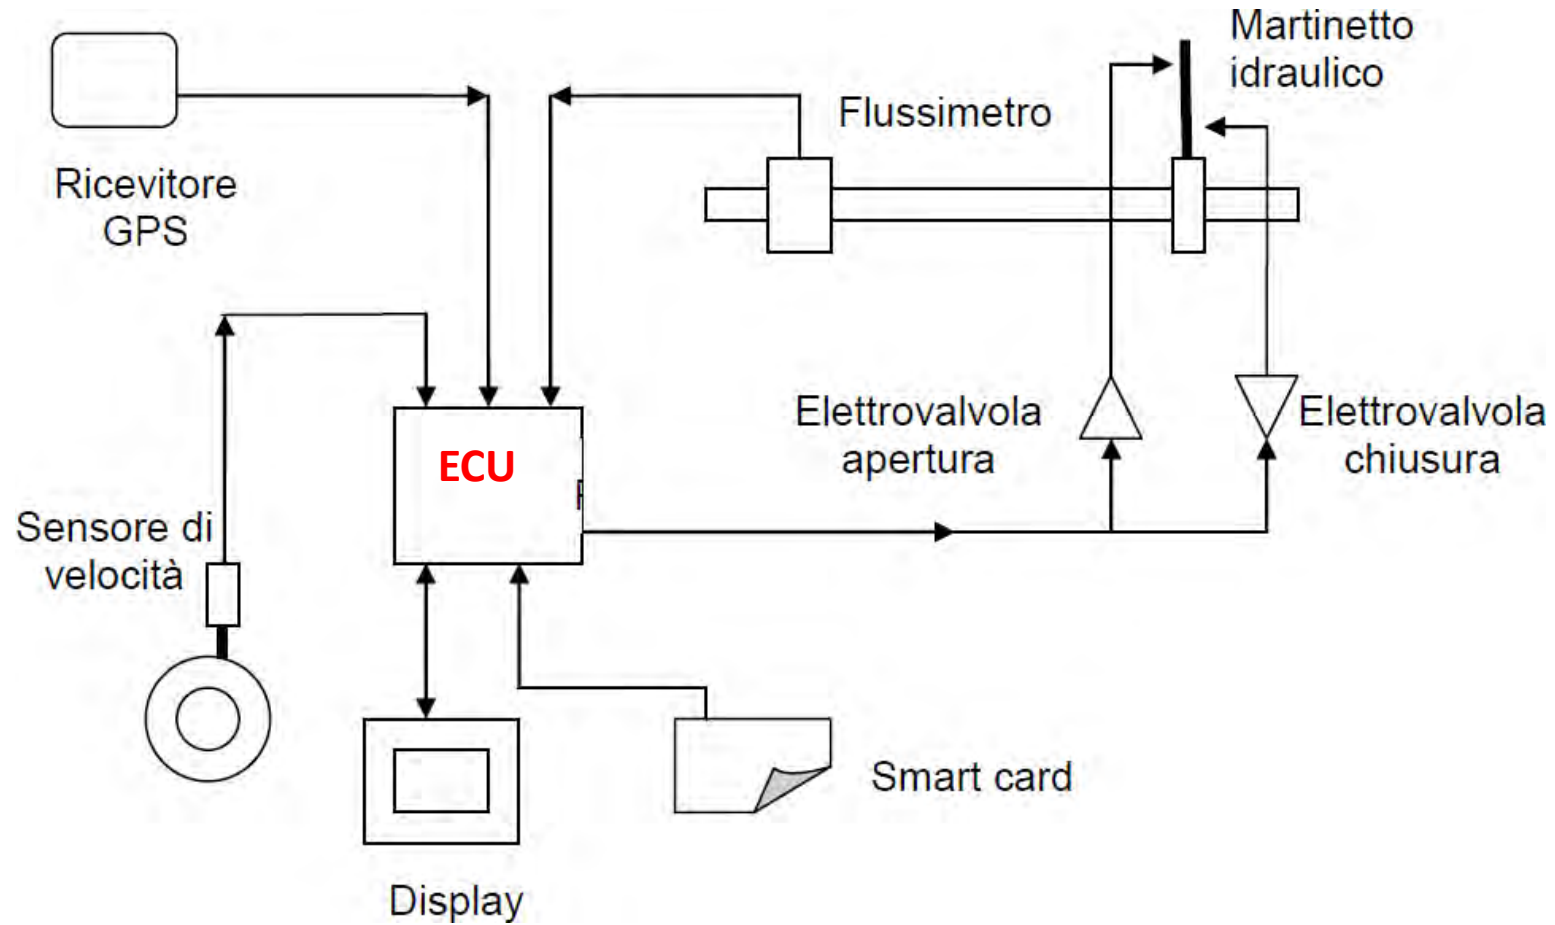 Martinetto
idraulico
Flussimetro
Ricevitore
GPS
Elettrovalvola
apertura
Elettrovalvola
chiusura
ECU
Sensore di
velocità
Smart card
Display